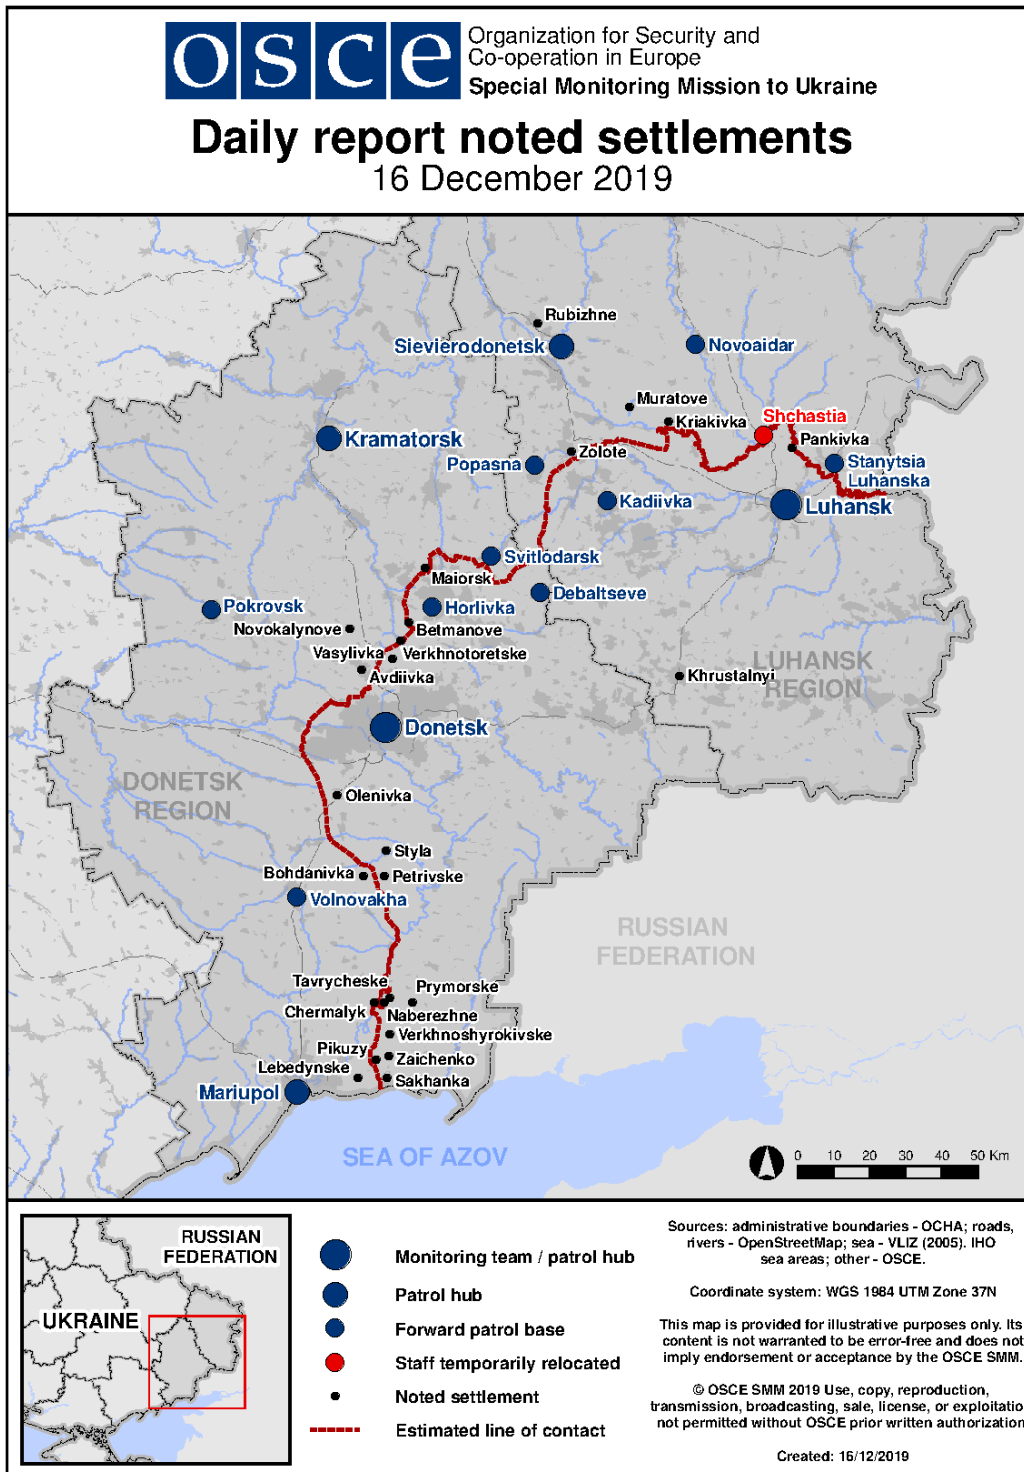 osce
Organization for Security and
Co-operation in Europe
Special Monitoring Mission to Ukraine
Daily report noted settlements
16 December 2019
Rubizhne
Sievierodonetsk
Novoaidar
Muratove
Kriakivka
Shchastia
Kramatorsk
Pankivka
Zolote
Popasna
Stanytsia
Luhanska
Kadiivka
Luhansk
Svitlodarsk
Maiorsk
Debaltseve
Pokrovsk
Horlivka
Novokalynove
Betmanove
Vasylivka
Verkhnotoretske
Avdiivka
LUHANSK
REGION
Khrustalnyi
Donetsk
DONETSK
REGION
Olenivka
Styla
Bohdanivka
Petrivske
Volnovakha
RUSSIAN
FEDERATION
Tavrycheske
Prymorske
Chermalyk
Naberezhne
Verkhnoshyrokivske
Pikuzy
Zaichenko
Lebedynske
Sakhanka
Mariupol
SEA OF AZOV
0 10 20 30 40 50 Km
RUSSIAN
FEDERATION
UKRAINE
Monitoring team / patrol hub
Patrol hub
Forward patrol base
Staff temporarily relocated
Noted settlement
Estimated line of contact
Sources: administrative boundaries - OCHA; roads,
rivers - OpenStreetMap; sea - VLIZ (2005). IHO
sea areas; other - OSCE.
Coordinate system: WGS 1984 UTM Zone 37N
This map is provided for illustrative purposes only. Its
content is not warranted to be error-free and does not
imply endorsement or acceptance by the OSCE SMM.
© OSCE SMM 2019 Use, copy, reproduction,
transmission, broadcasting, sale, license, or exploitatio
not permitted without OSCE prior written authorization
Created: 16/12/2019